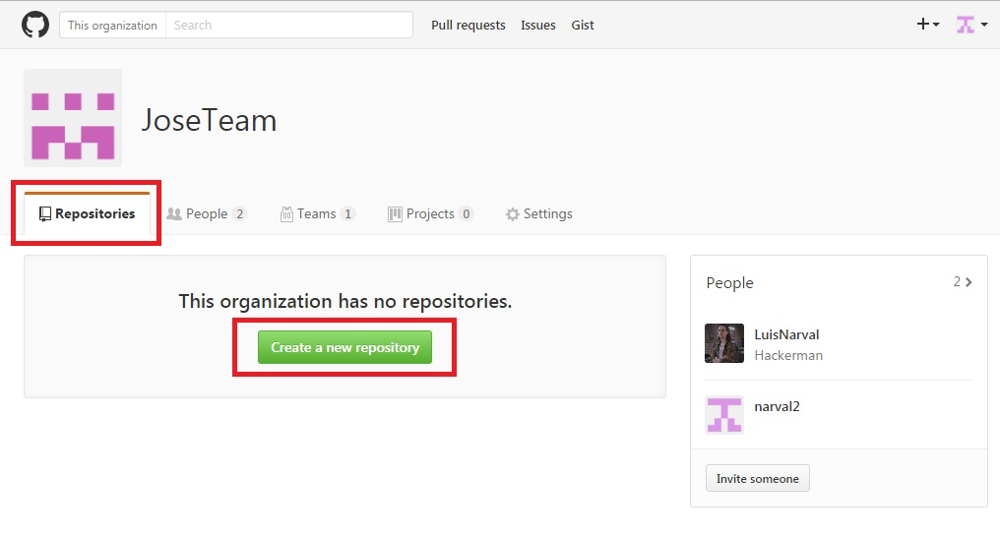 This organization Search Pull requests Issues Gist
JoseTeam
Repositories People 2 Teams 1 Projects 0 Settings
This organization has no repositories.
Create a new repository
People 2
LuisNarval
Hackerman
narval2
Invite someone